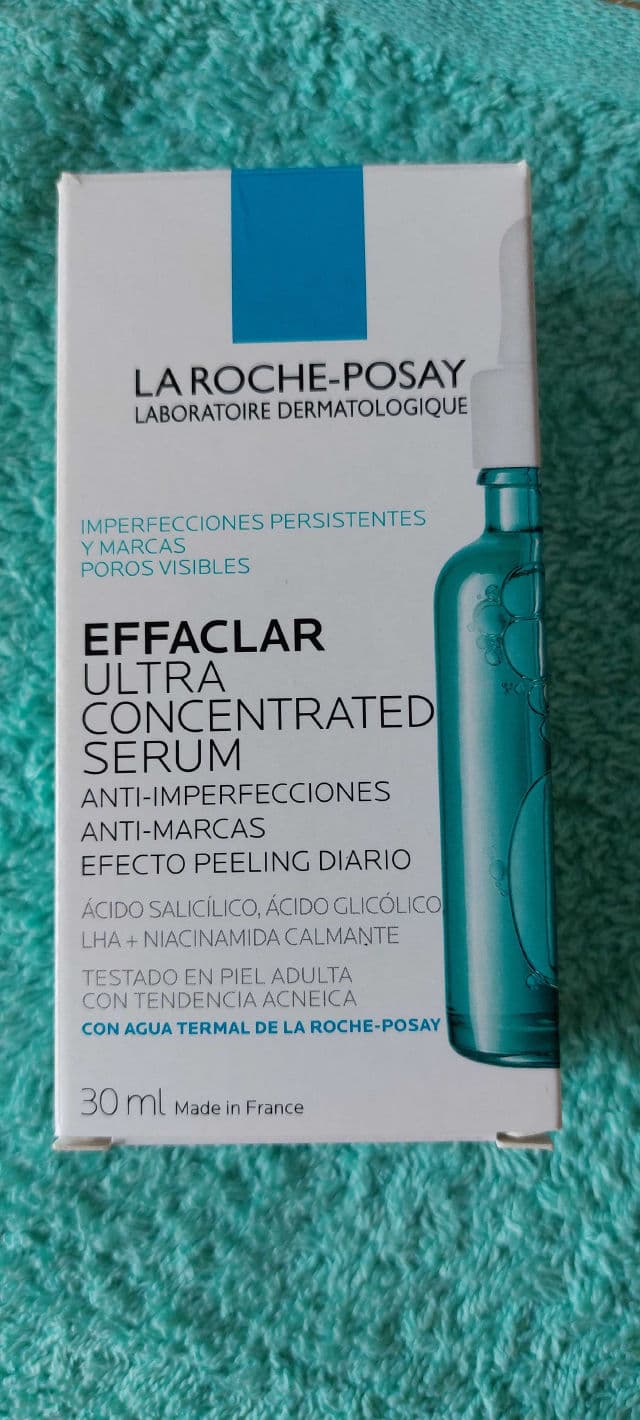 LA ROCHE-POSAY
LABORATOIRE DERMATOLOGIQUE
IMPERFECCIONES PERSISTENTES
Y MARCAS
POROS VISIBLES
EFFACLAR
ULTRA
CONCENTRATED
SERUM
ANTI-IMPERFECCIONES
ANTI-MARCAS
EFECTO PEELING DIARIO
ÁCIDO SALICÍLICO, ÁCIDO GLICÓLICO
LHA + NIACINAMIDA CALMANTE
TESTADO EN PIEL ADULTA
CON TENDENCIA ACNEICA
CON AGUA TERMAL DE LA ROCHE-POSAY
30 ml Made in France